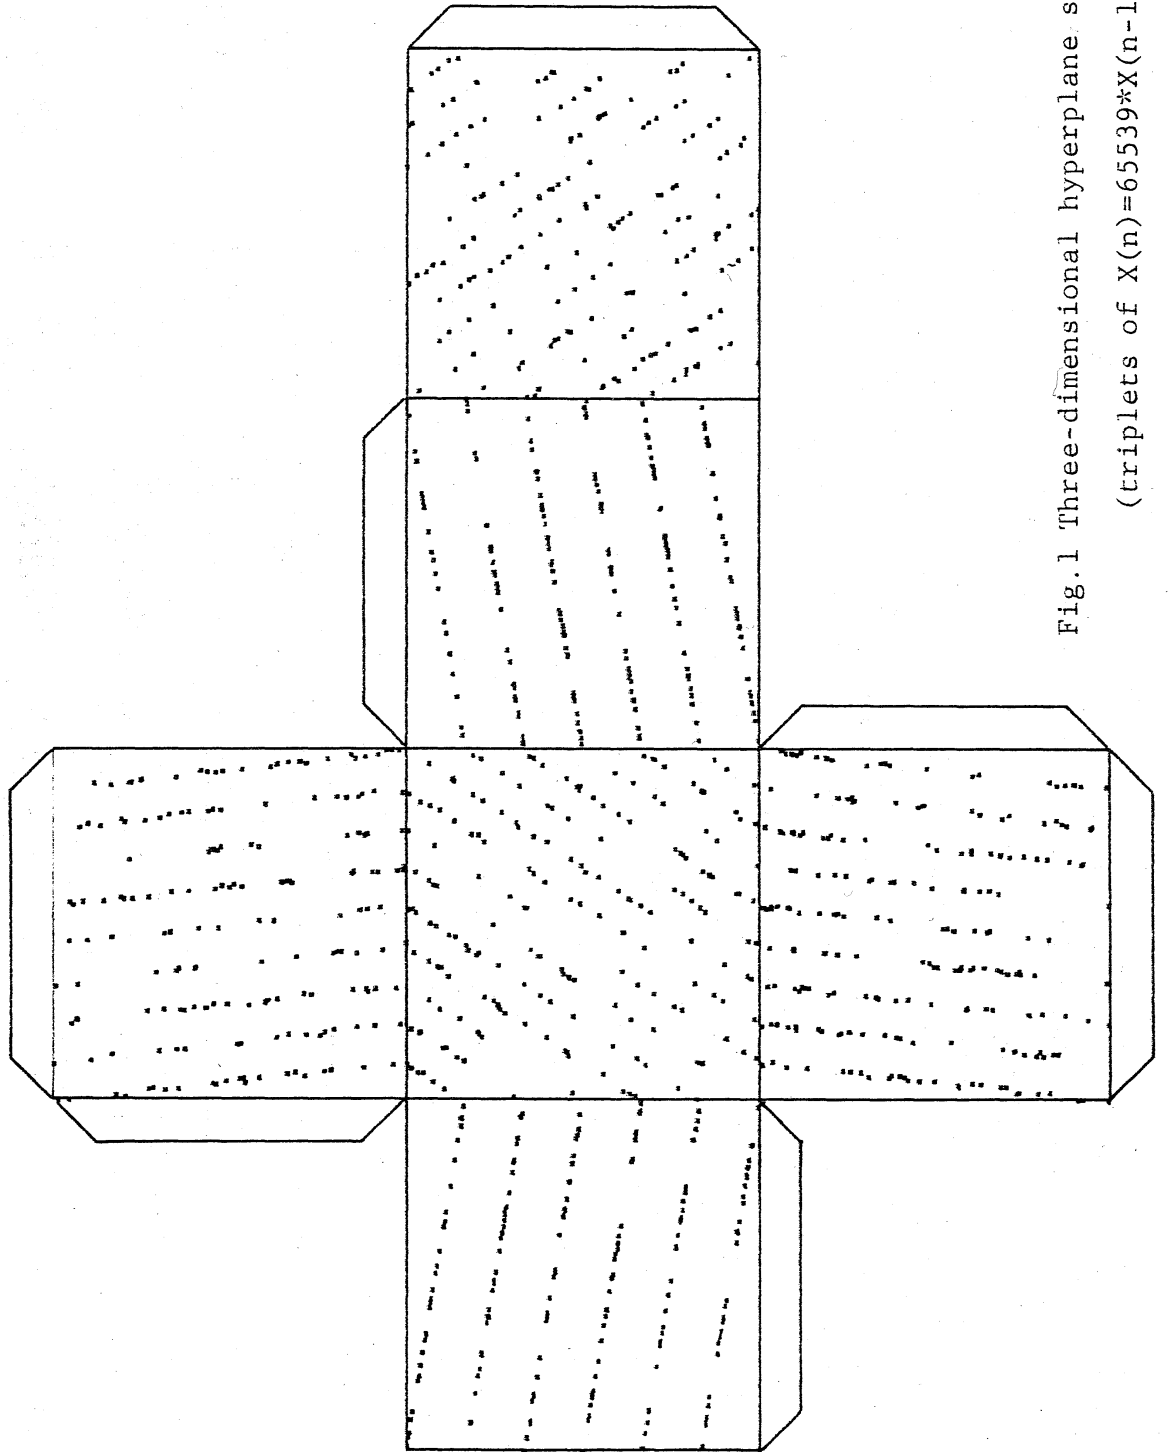 Fig.1 Three-dimensional hyperplane s
(triplets of X(n)=65539*X(n-1